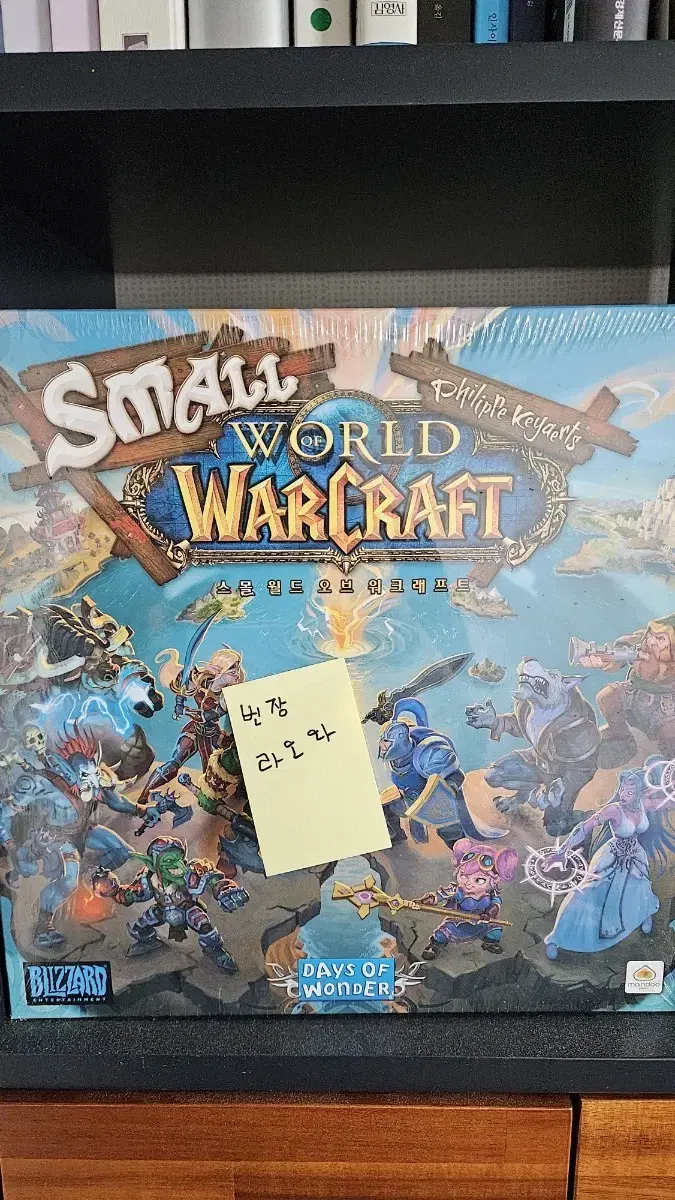 SMALL
Philippe Keyaerts
WORLD
OF
WARCRAFT
스몰 월드 오브 워크래프트
번장
라오와
BLIZZARD
ENTERTAINMENT
DAYS OF
WONDER
mandoo